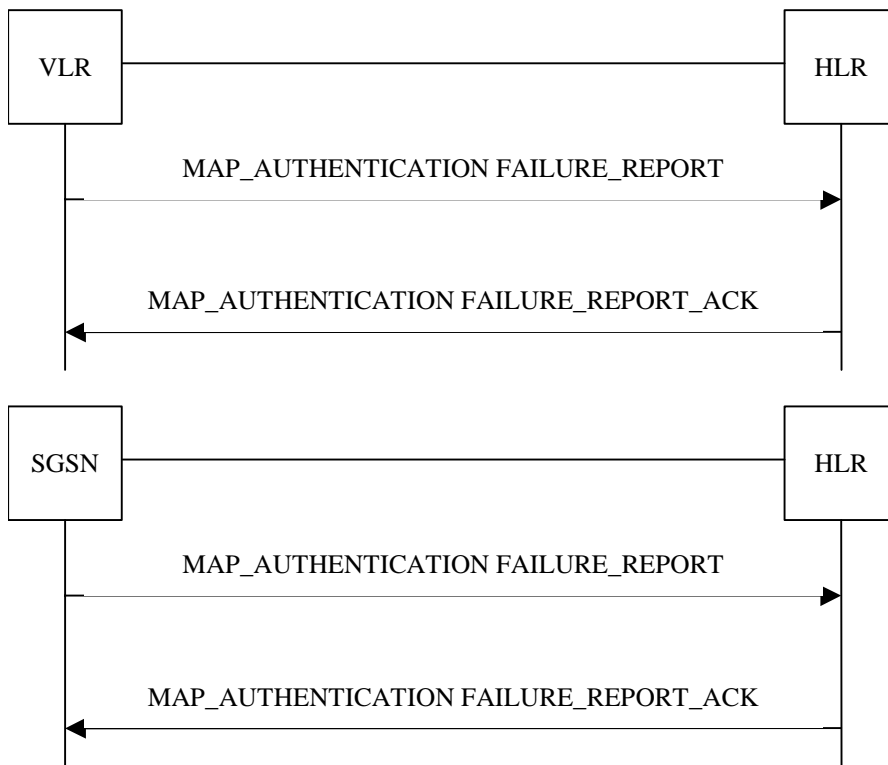 VLR
HLR
MAP_AUTHENTICATION FAILURE_REPORT
MAP_AUTHENTICATION FAILURE_REPORT_ACK
SGSN
HLR
MAP_AUTHENTICATION FAILURE_REPORT
MAP_AUTHENTICATION FAILURE_REPORT_ACK